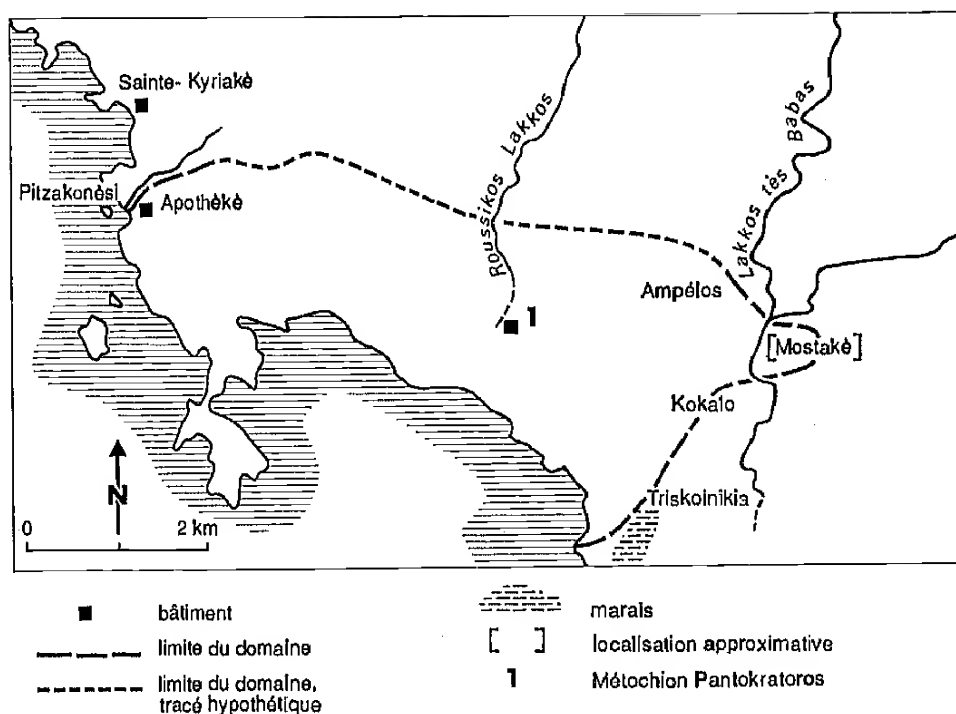 Sainte-Kyriakè
Pitzakonèsi
Apothèkè
Roussikos Lakkos
Lakkos tès Babas
Ampélos
1
[Mostakè]
Kokalo
Triskoinikia
N
0 2 km
bâtiment
limite du domaine
limite du domaine,
tracé hypothétique
marais
[ ] localisation approximative
1 Métochion Pantokratoros